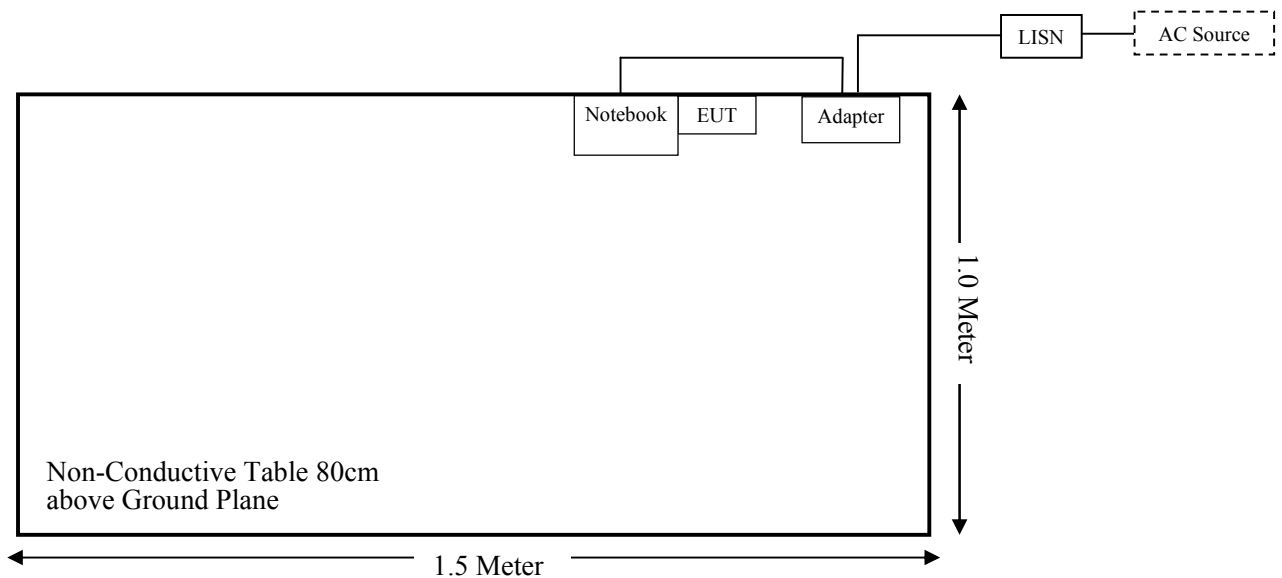 LISN
AC Source
Notebook
EUT
Adapter
1.0 Meter
Non-Conductive Table 80cm
above Ground Plane
1.5 Meter